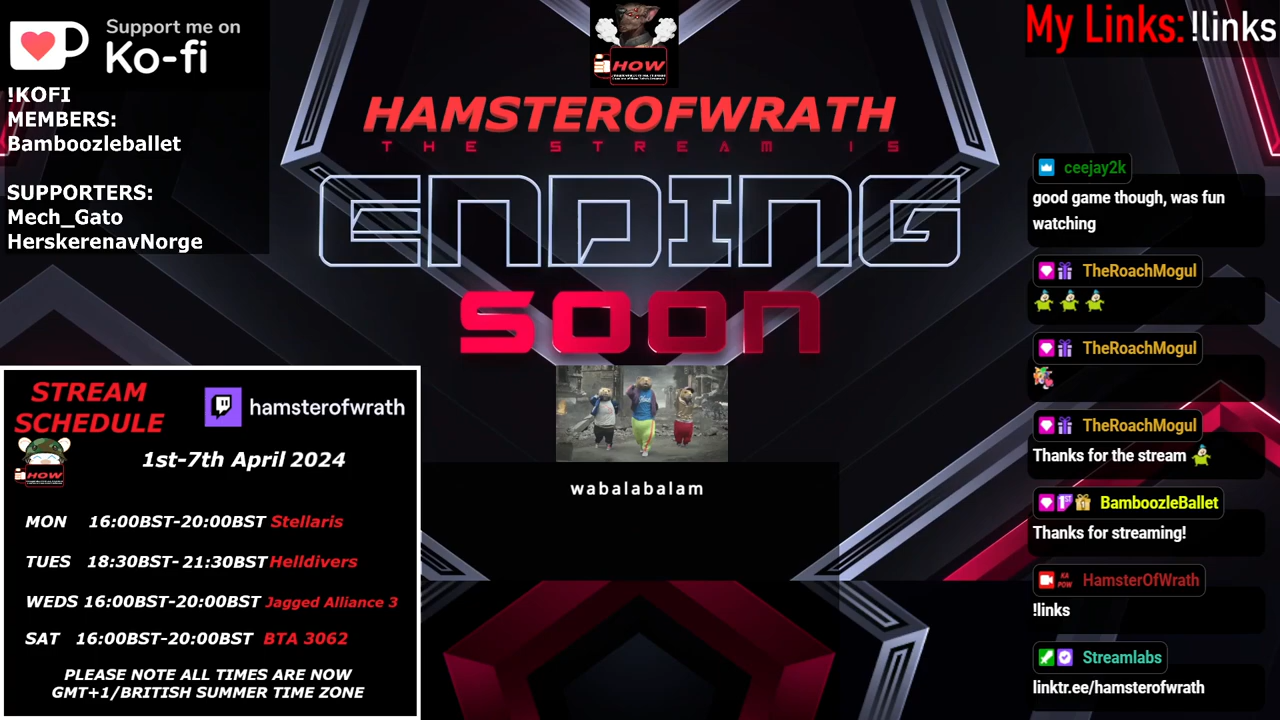 Support me on
Ko-fi
!KOFI
MEMBERS:
Bamboozleballet
SUPPORTERS:
Mech_Gato
HerskerenavNorge
HOW
HAMSTEROFWRATH
THE STREAM IS
ENDING
SOON
wabalabalam
My Links: !links
ceejay2k
good game though, was fun
watching
TheRoachMogul
TheRoachMogul
TheRoachMogul
Thanks for the stream
BamboozleBallet
Thanks for streaming!
KA
POW
HamsterOfWrath
!links
Streamlabs
linktr.ee/hamsterofwrath
STREAM
SCHEDULE
hamsterofwrath
HOW
1st-7th April 2024
MON 16:00BST-20:00BST Stellaris
TUES 18:30BST-21:30BST Helldivers
WEDS 16:00BST-20:00BST Jagged Alliance 3
SAT 16:00BST-20:00BST BTA 3062
PLEASE NOTE ALL TIMES ARE NOW
GMT+1/BRITISH SUMMER TIME ZONE